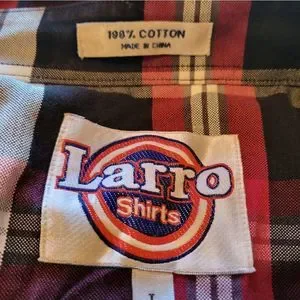 100% COTTON
MADE IN CHINA
Larro
Shirts